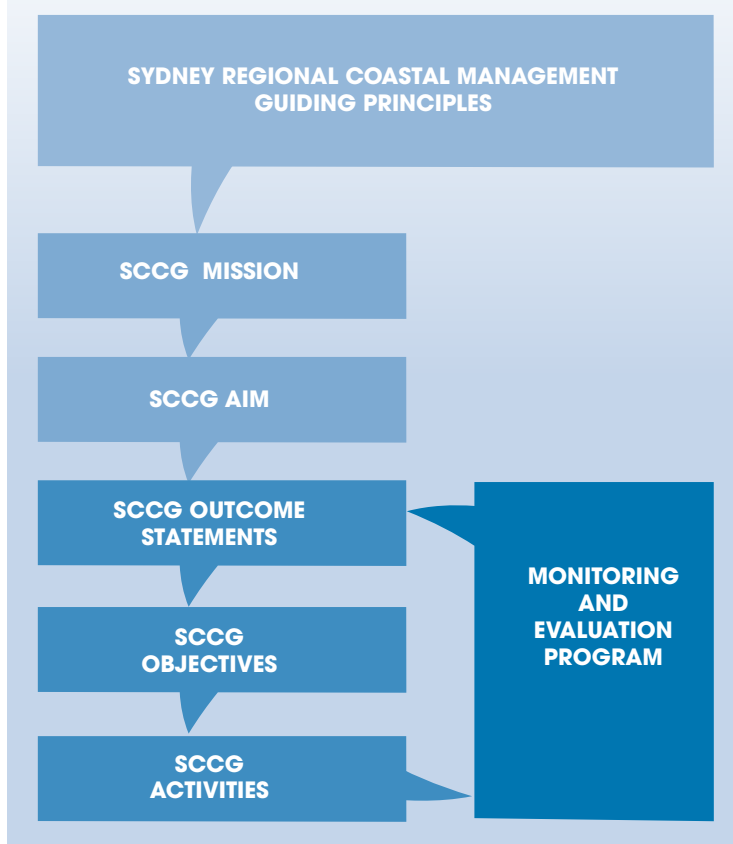 SYDNEY REGIONAL COASTAL MANAGEMENT
GUIDING PRINCIPLES
SCCG MISSION
SCCG AIM
SCCG OUTCOME
STATEMENTS
MONITORING
AND
EVALUATION
PROGRAM
SCCG
OBJECTIVES
SCCG
ACTIVITIES